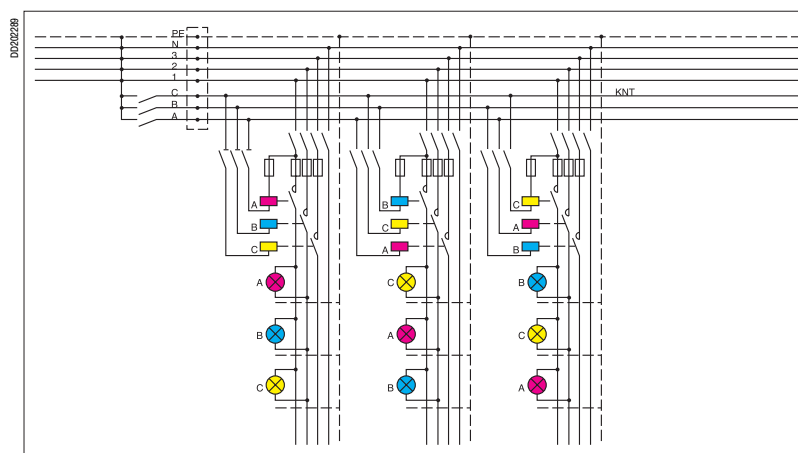 DD202289
PE
N
3
2
1
C
KNT
B
A
A B C
B C A
C A B
A C B
B A C
C B A